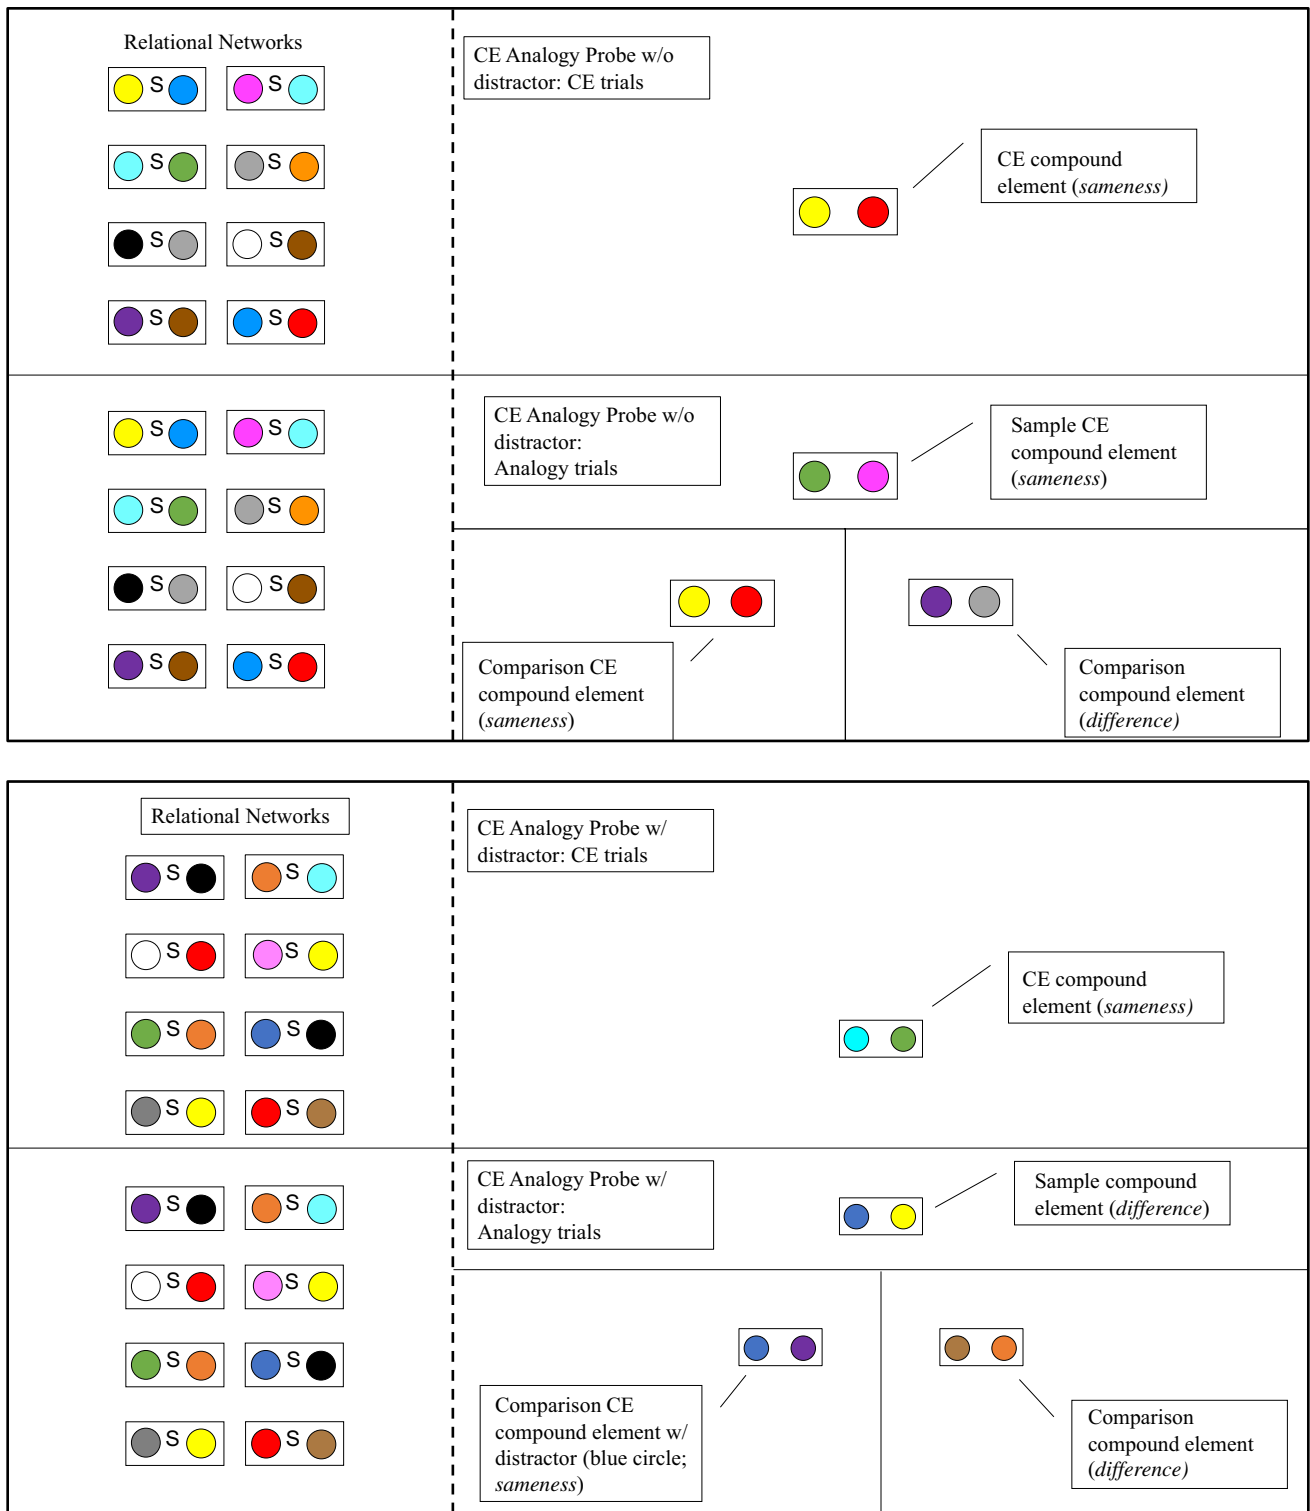 Relational Networks
S S
S S
S S
S S
CE Analogy Probe w/o
distractor: CE trials
CE compound
element (sameness)
S S
S S
S S
S S
CE Analogy Probe w/o
distractor:
Analogy trials
Sample CE
compound element
(sameness)
Comparison CE
compound element
(sameness)
Comparison
compound element
(difference)
Relational Networks
S S
S S
S S
S S
CE Analogy Probe w/
distractor: CE trials
CE compound
element (sameness)
S S
S S
S S
S S
CE Analogy Probe w/
distractor:
Analogy trials
Sample compound
element (difference)
Comparison CE
compound element w/
distractor (blue circle;
sameness)
Comparison
compound element
(difference)